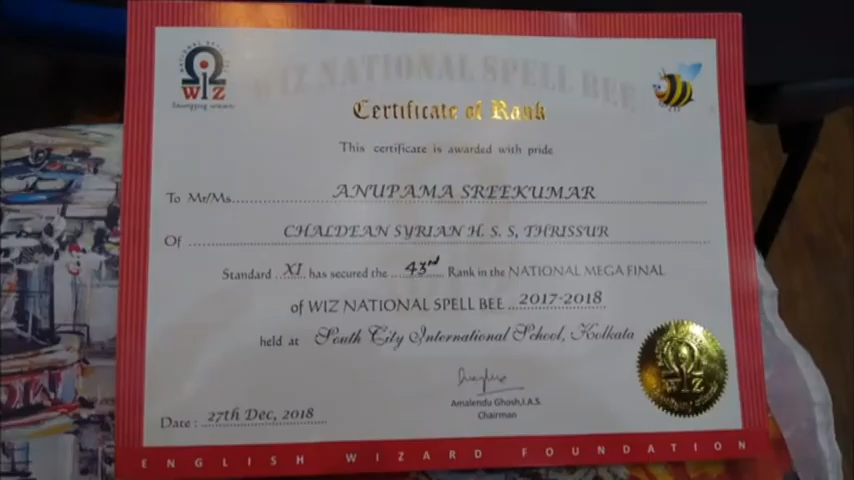 WIZ NATIONAL SPELL BEE
WIZ
Certificate of Rank
This certificate is awarded with pride
To Mr/Ms. ANUPAMA SREEKUMAR
Of CHALDEAN SYRIAN H. S. S, THRISSUR
Standard XI has secured the 43rd Rank in the NATIONAL MEGA FINAL
of WIZ NATIONAL SPELL BEE 2017-2018
held at South City International School, Kolkata
Amalendu Ghosh,I.A.S.
Chairman
WIZ
Date : 27th Dec, 2018
ENGLISH WIZARD FOUNDATION